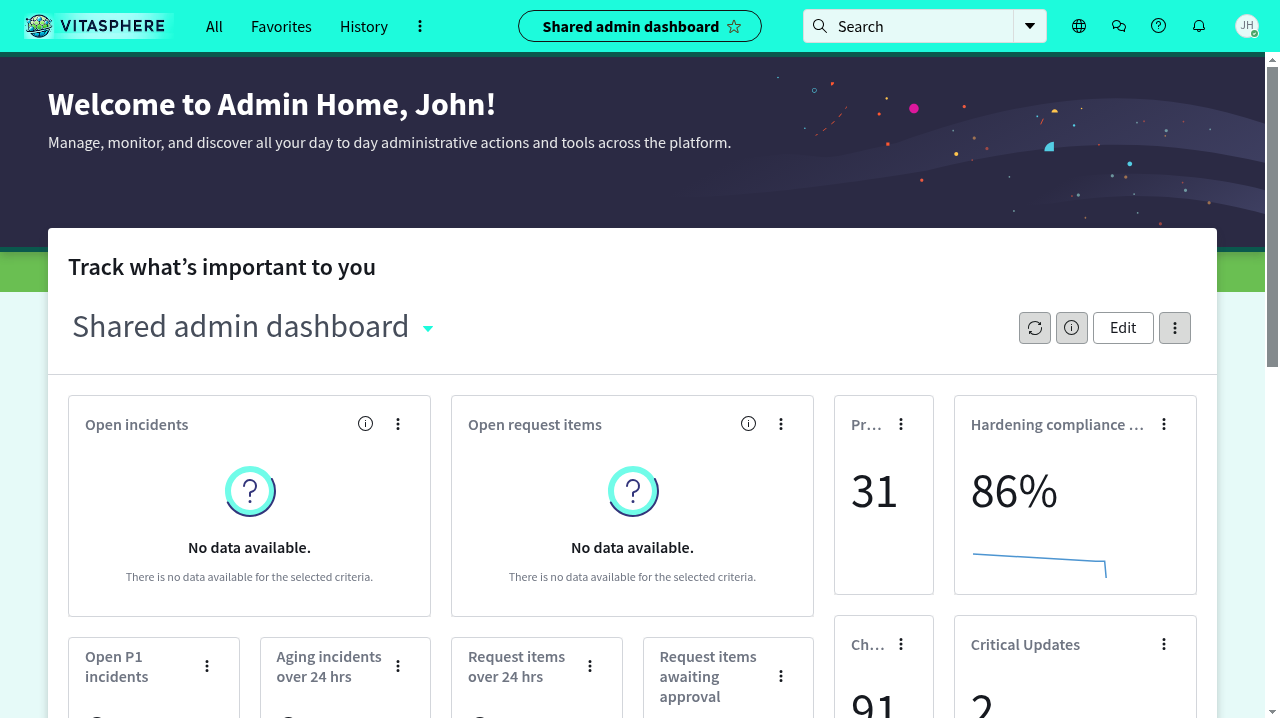 VITASPHERE
All
Favorites
History
Shared admin dashboard
Search
JH
Welcome to Admin Home, John!
Manage, monitor, and discover all your day to day administrative actions and tools across the platform.
Track what’s important to you
Shared admin dashboard
Edit
Open incidents
No data available.
There is no data available for the selected criteria.
Open request items
No data available.
There is no data available for the selected criteria.
Pr...
31
Hardening compliance ...
86%
Open P1
incidents
Aging incidents
over 24 hrs
Request items
over 24 hrs
Request items
awaiting
approval
Ch...
91
Critical Updates
2